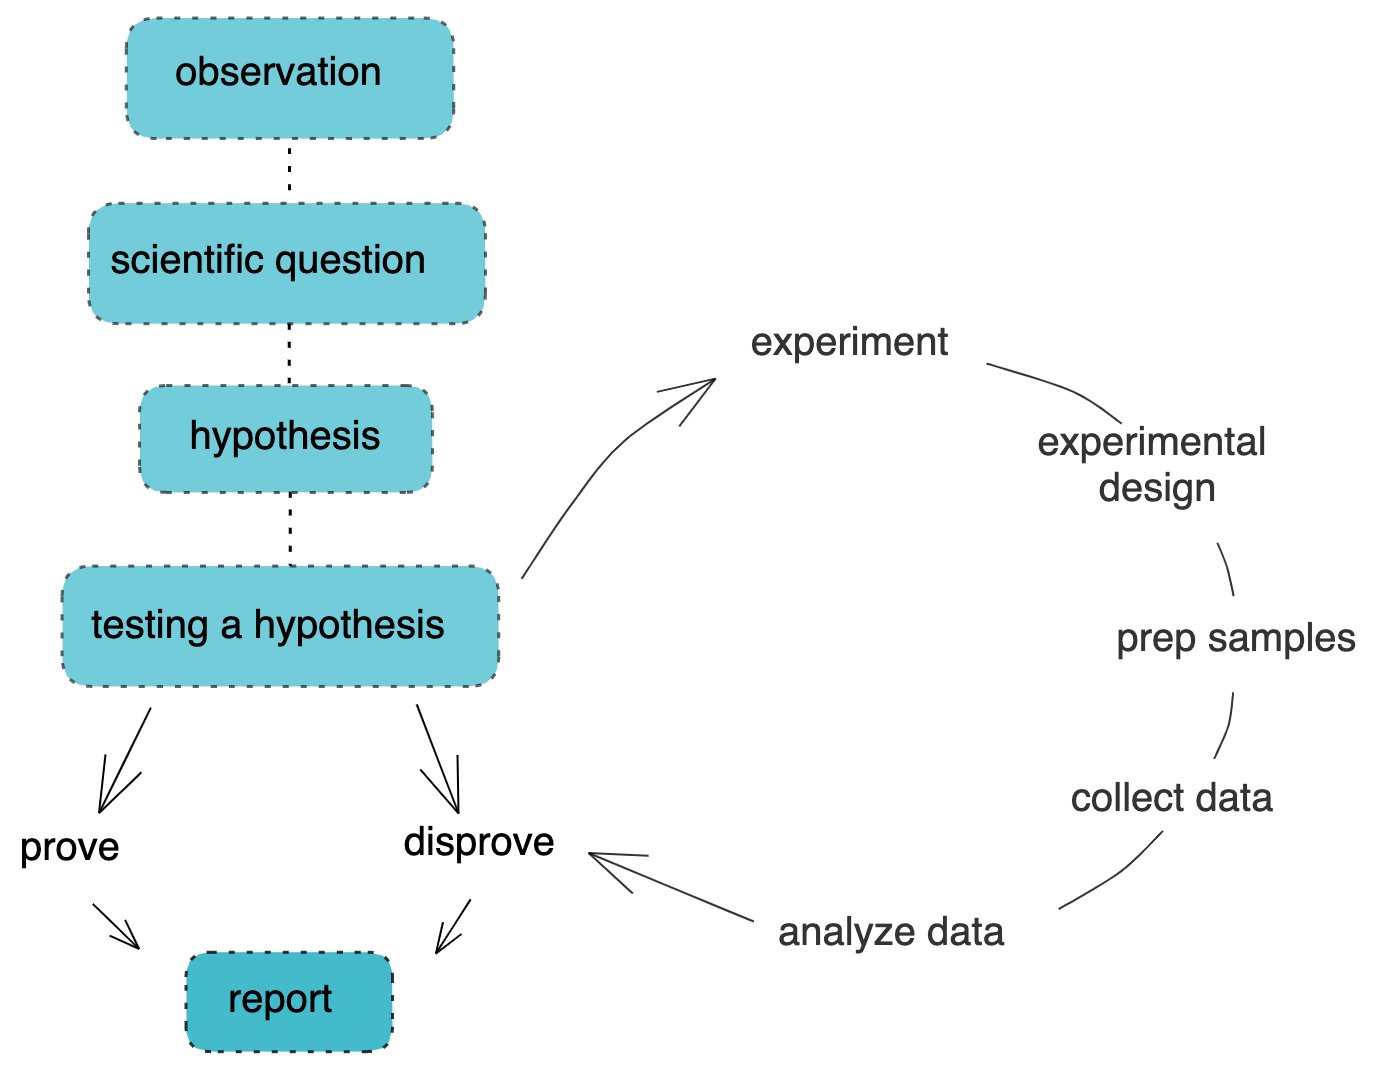 observation
scientific question
hypothesis
testing a hypothesis
prove
disprove
report
experiment
experimental
design
prep samples
collect data
analyze data